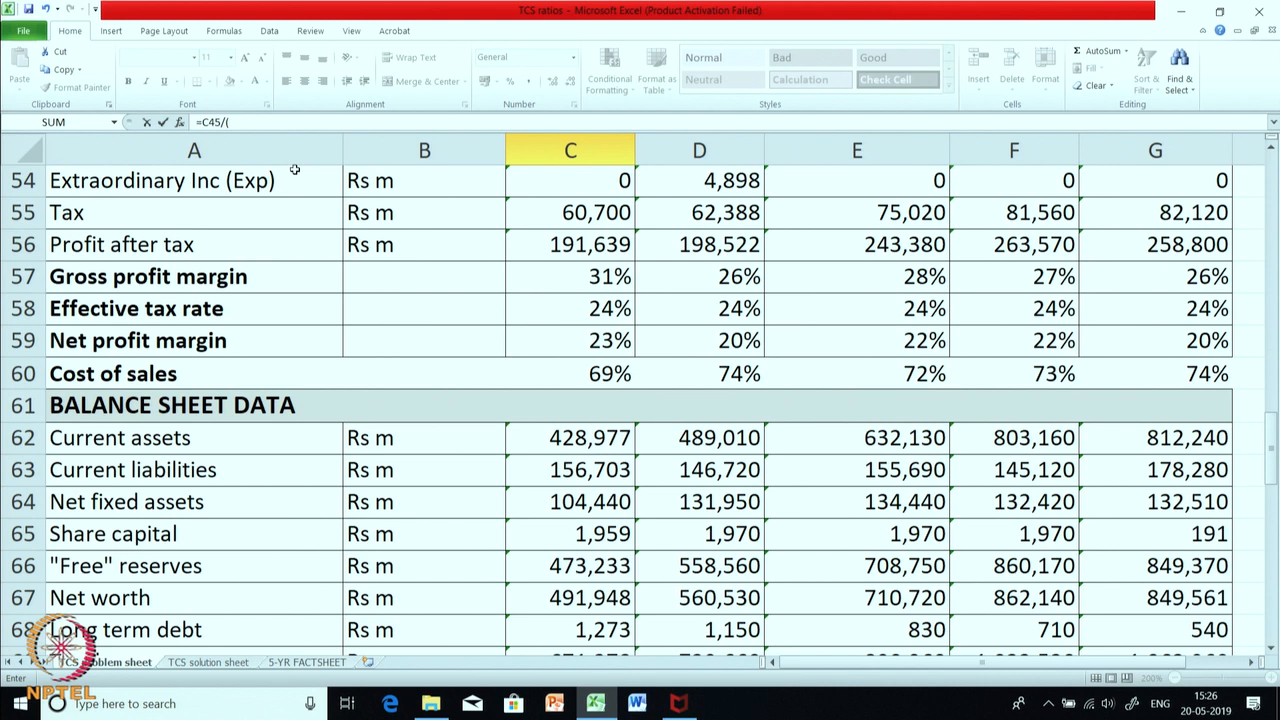 TCS ratios - Microsoft Excel (Product Activation Failed)
File Home Insert Page Layout Formulas Data Review View Acrobat
Cut
Copy
Format Painter
Paste
Clipboard
11
Font
Wrap Text
Merge & Center
Alignment
General
Number
Conditional Formatting
Format as Table
Normal Bad Good
Neutral Calculation Check Cell
Styles
Insert Delete Format
Cells
AutoSum
Fill
Clear
Sort & Filter
Find & Select
Editing
SUM =C45/(
A B C D E F G
54 Extraordinary Inc (Exp) Rs m 0 4,898 0 0 0
55 Tax Rs m 60,700 62,388 75,020 81,560 82,120
56 Profit after tax Rs m 191,639 198,522 243,380 263,570 258,800
57 Gross profit margin 31% 26% 28% 27% 26%
58 Effective tax rate 24% 24% 24% 24% 24%
59 Net profit margin 23% 20% 22% 22% 20%
60 Cost of sales 69% 74% 72% 73% 74%
61 BALANCE SHEET DATA
62 Current assets Rs m 428,977 489,010 632,130 803,160 812,240
63 Current liabilities Rs m 156,703 146,720 155,690 145,120 178,280
64 Net fixed assets Rs m 104,440 131,950 134,440 132,420 132,510
65 Share capital Rs m 1,959 1,970 1,970 1,970 191
66 "Free" reserves Rs m 473,233 558,560 708,750 860,170 849,370
67 Net worth Rs m 491,948 560,530 710,720 862,140 849,561
68 Long term debt Rs m 1,273 1,150 830 710 540
TCS problem sheet TCS solution sheet 5-YR FACTSHEET
Enter 200%
NPTEL
Type here to search
ENG
15:26
20-05-2019